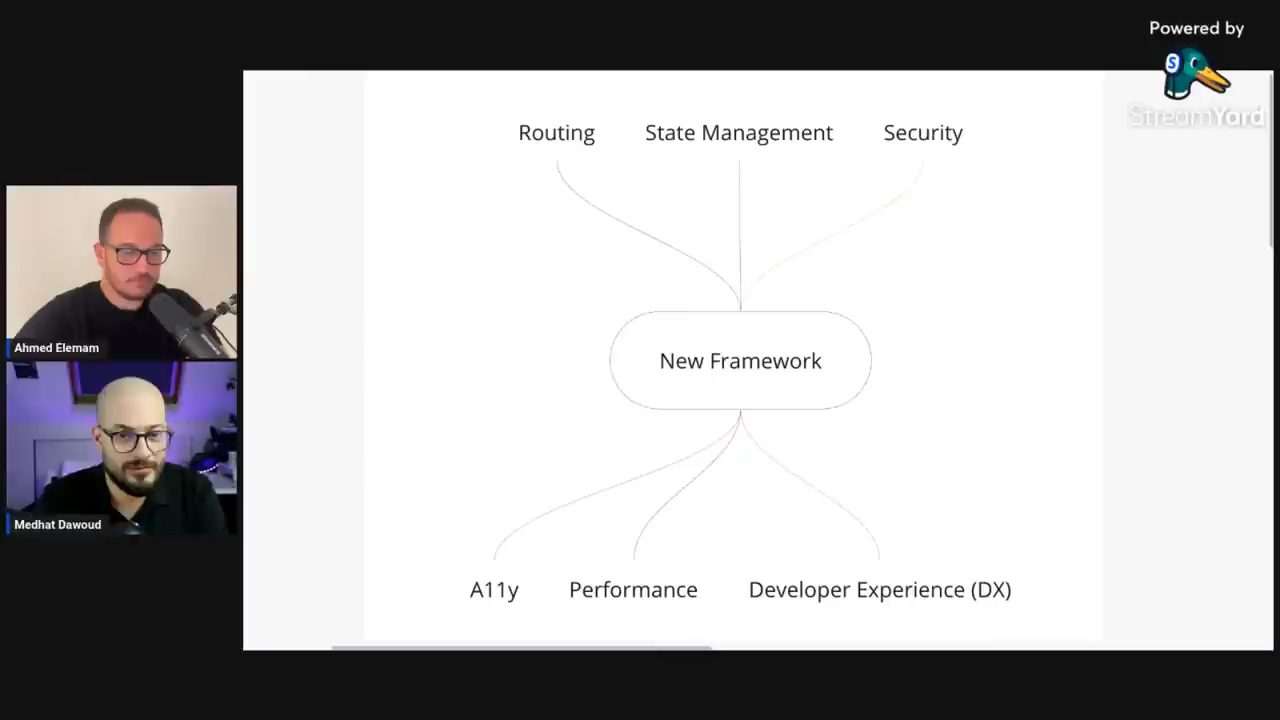 Powered by
StreamYard
Routing State Management Security
New Framework
A11y Performance Developer Experience (DX)
Ahmed Elemam
Medhat Dawoud